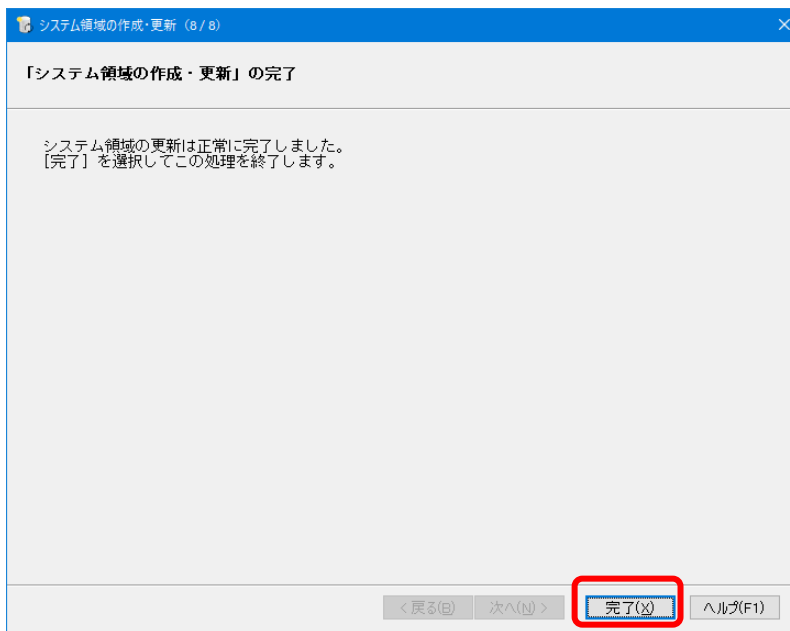 システム領域の作成・更新（8/8）
「システム領域の作成・更新」の完了
システム領域の更新は正常に完了しました。
[完了] を選択してこの処理を終了します。
< 戻る(B) 次へ(N) > 完了(X) ヘルプ(F1)